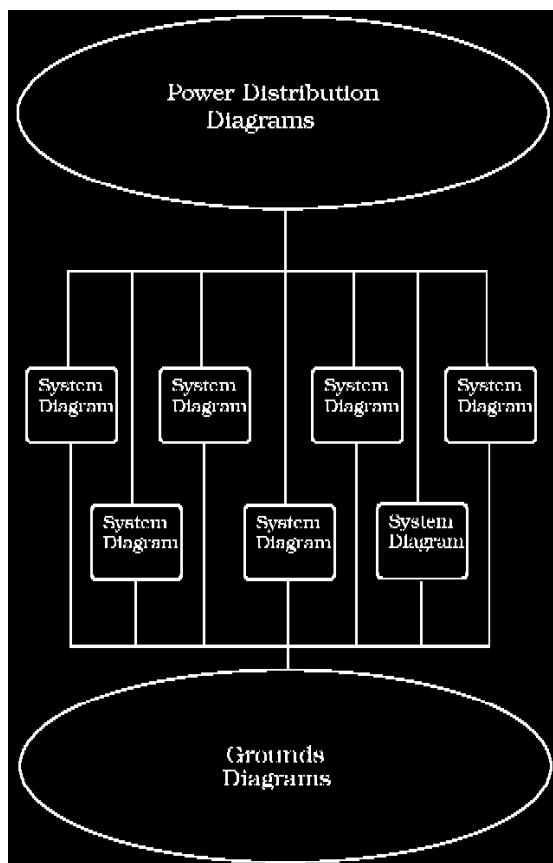 Power Distribution
Diagrams
System
Diagram
System
Diagram
System
Diagram
System
Diagram
System
Diagram
System
Diagram
System
Diagram
Grounds
Diagrams